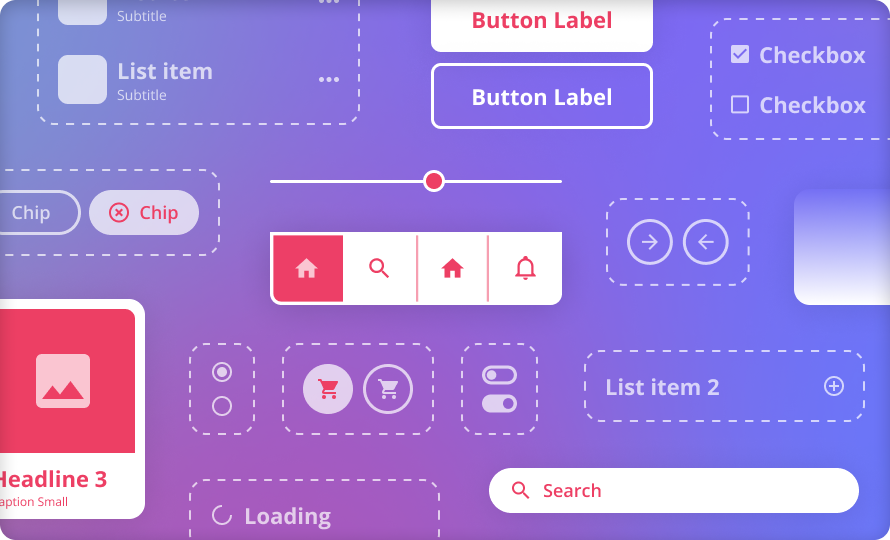 Subtitle
List item
Subtitle
Button Label
Button Label
Checkbox
Checkbox
Chip
Chip
Headline 3
aption Small
List item 2
Search
Loading